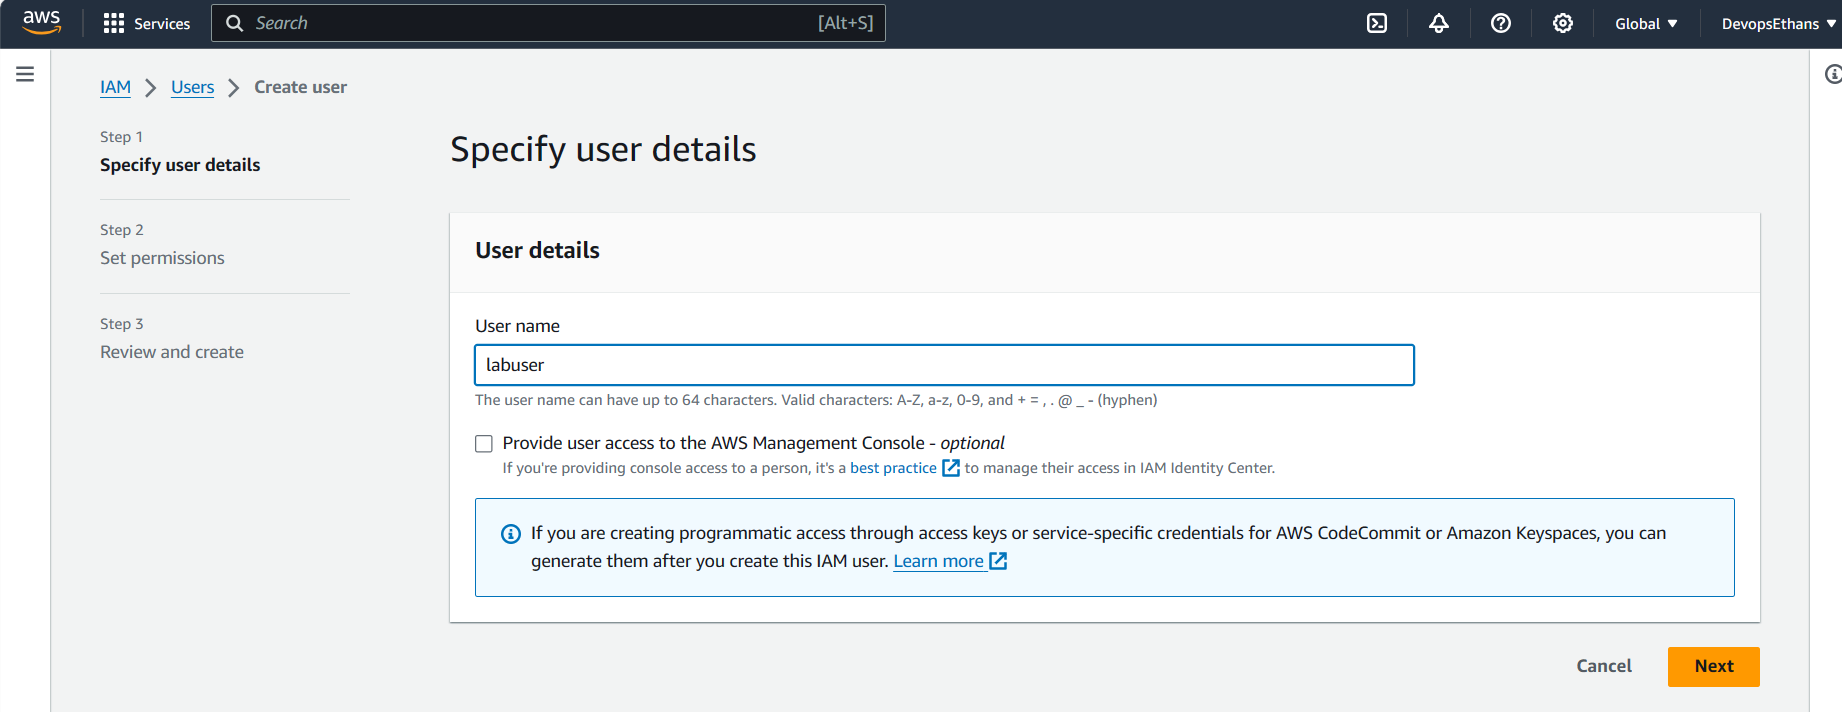 aws
Services
Search
[Alt+S]
Global
DevopsEthans
IAM
Users
Create user
Step 1
Specify user details
Step 2
Set permissions
Step 3
Review and create
Specify user details
User details
User name
labuser
The user name can have up to 64 characters. Valid characters: A-Z, a-z, 0-9, and + = , . @ _ - (hyphen)
Provide user access to the AWS Management Console - optional
If you're providing console access to a person, it's a best practice to manage their access in IAM Identity Center.
If you are creating programmatic access through access keys or service-specific credentials for AWS CodeCommit or Amazon Keyspaces, you can
generate them after you create this IAM user. Learn more
Cancel
Next